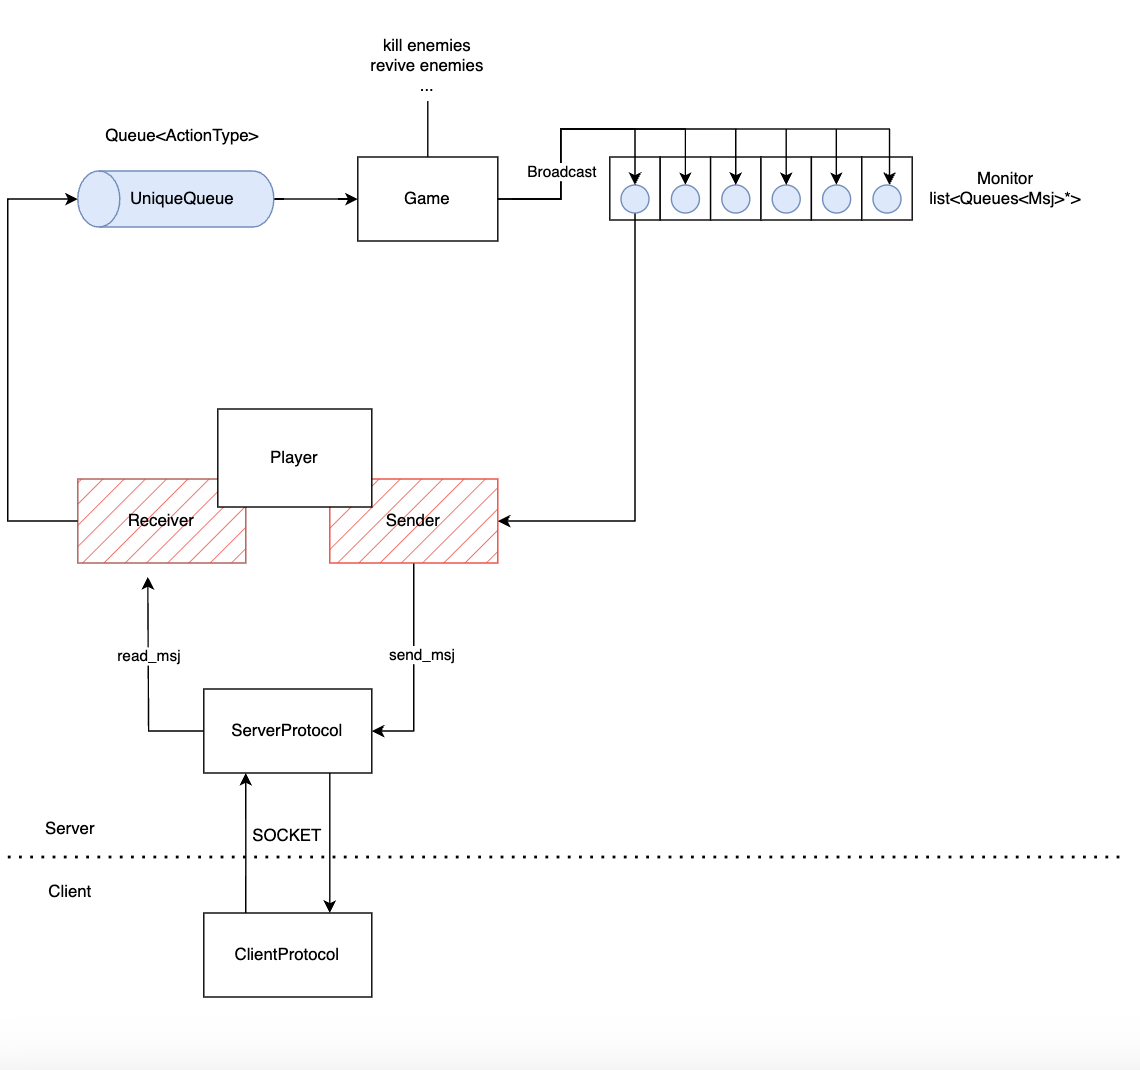 kill enemies
revive enemies
...
Queue<ActionType>
UniqueQueue
Game
Broadcast
Monitor
list<Queues<Msj>*>
Player
Receiver
Sender
read_msj
send_msj
ServerProtocol
Server
SOCKET
Client
ClientProtocol